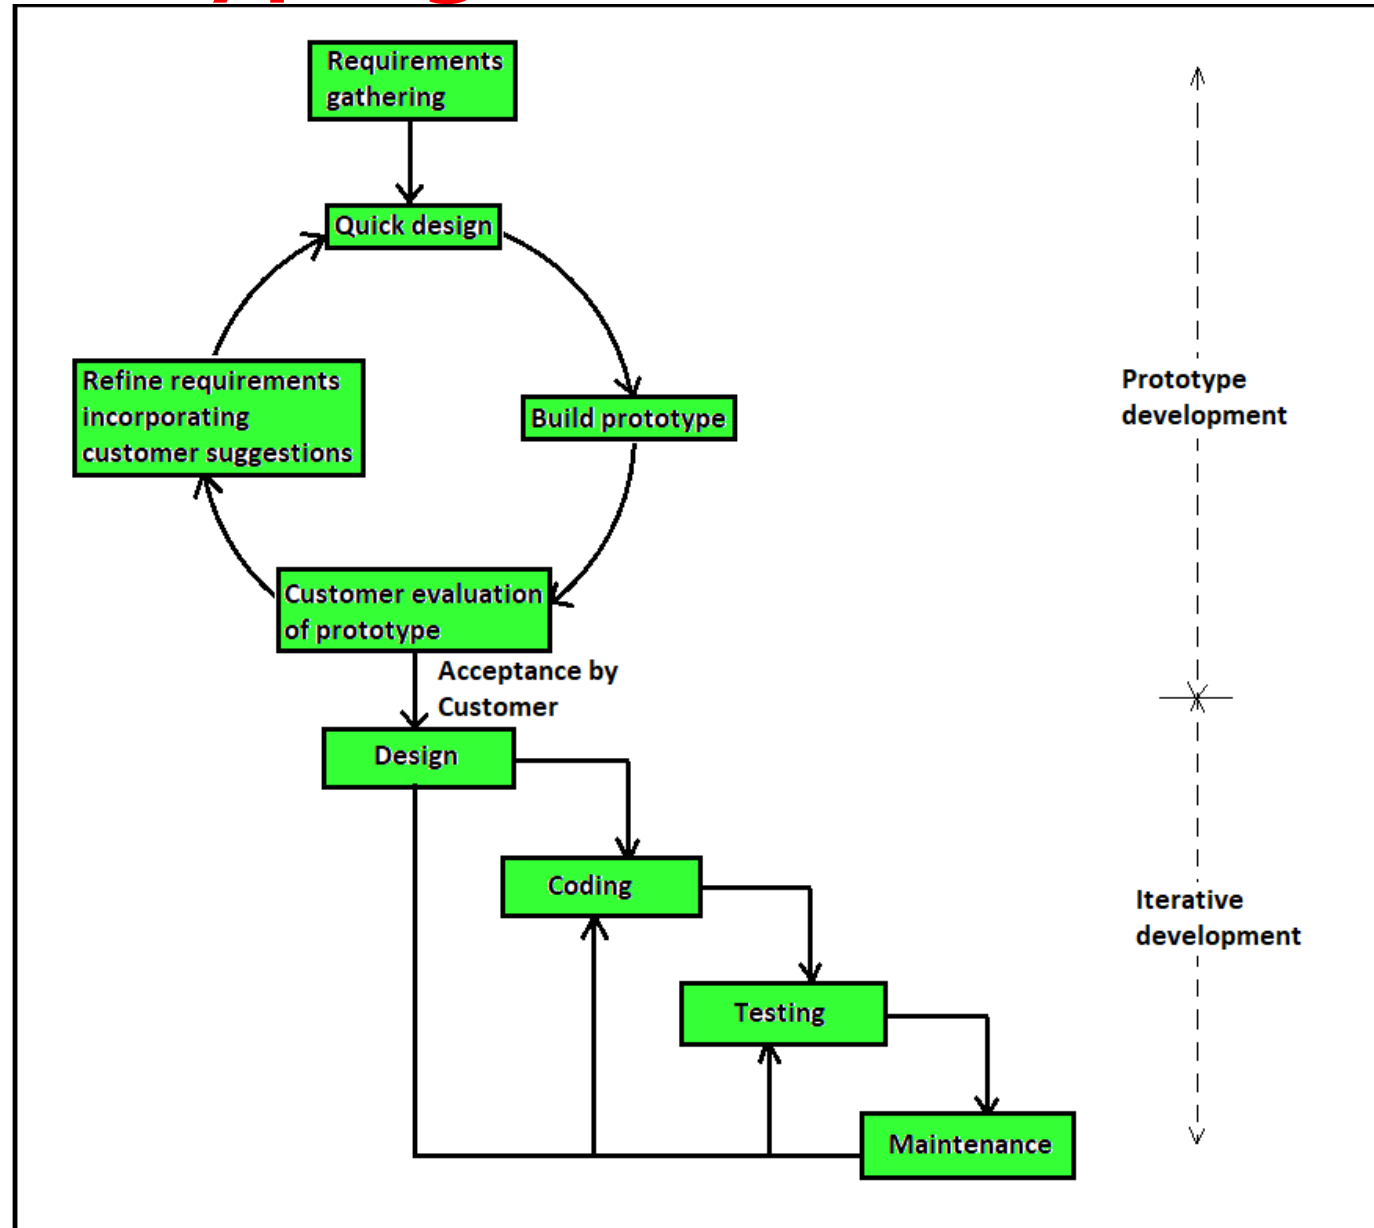 Requirements
gathering
Quick design
Refine requirements
incorporating
customer suggestions
Build prototype
Prototype
development
Customer evaluation
of prototype
Acceptance by
Customer
Design
Coding
Iterative
development
Testing
Maintenance